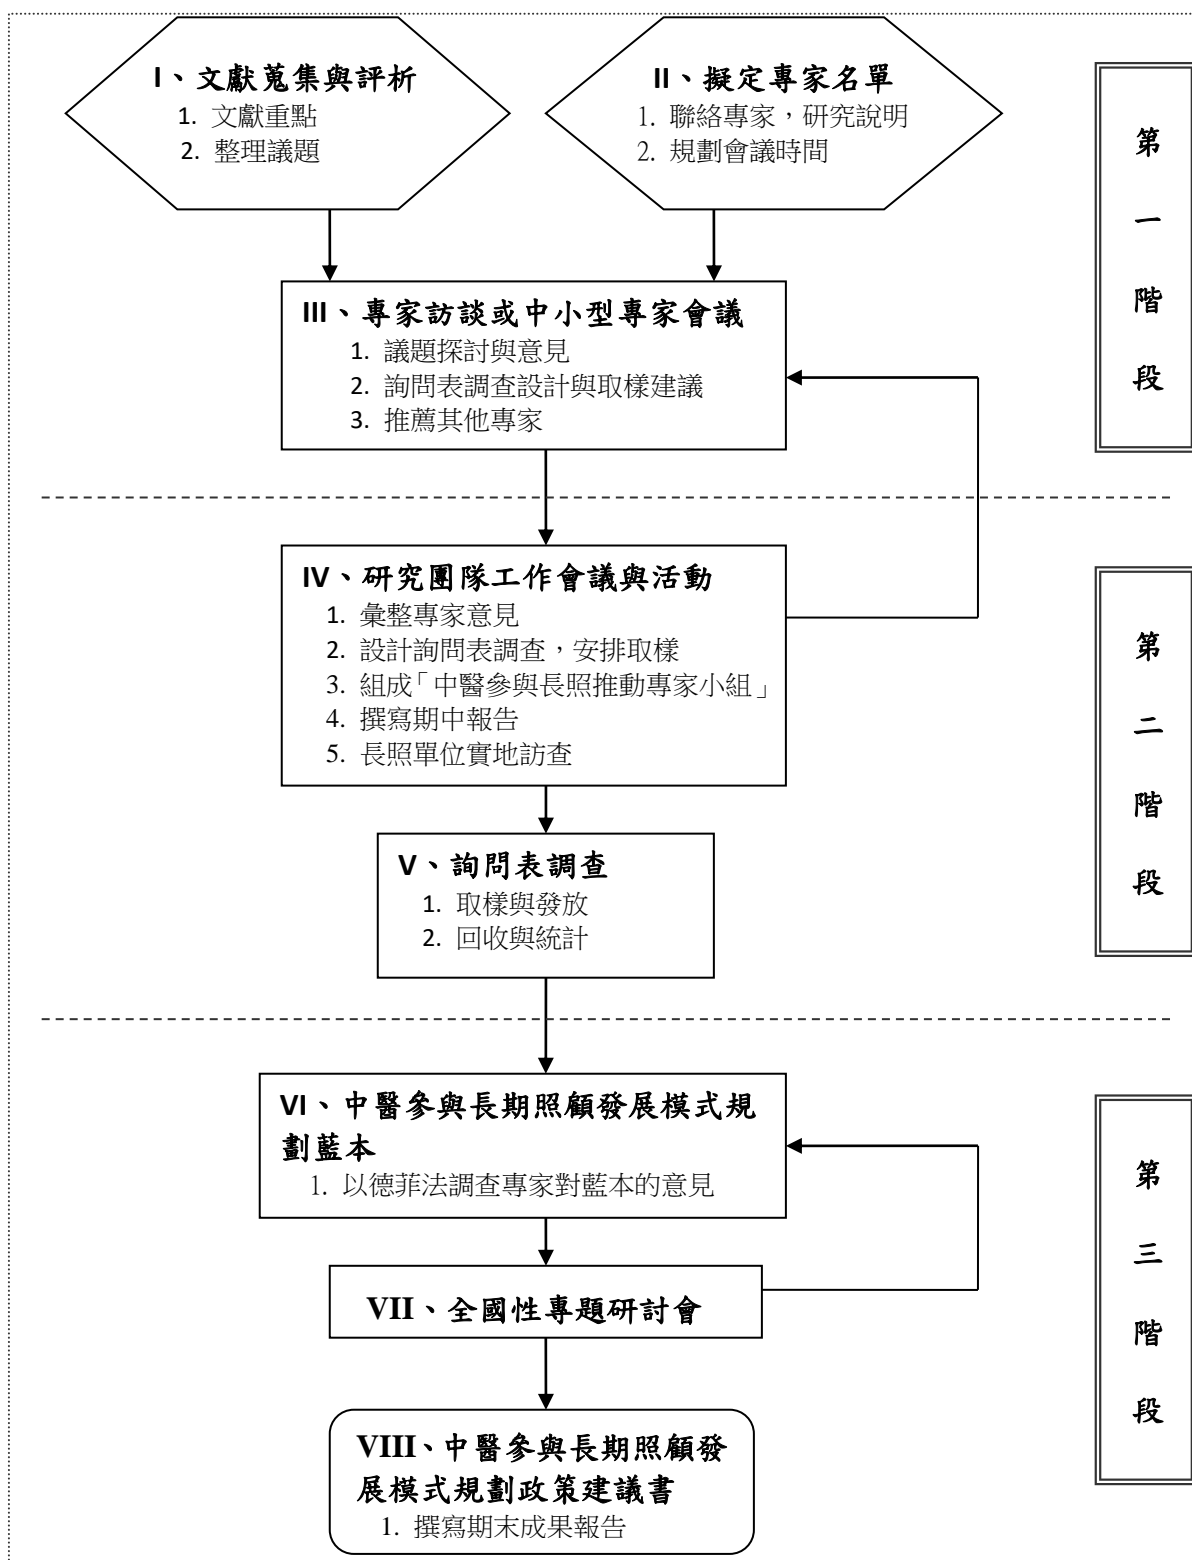 I、文獻蒐集與評析
1. 文獻重點
2. 整理議題
II、擬定專家名單
1. 聯絡專家，研究說明
2. 規劃會議時間
第
一
階
段
III、專家訪談或中小型專家會議
1. 議題探討與意見
2. 詢問表調查設計與取樣建議
3. 推薦其他專家
IV、研究團隊工作會議與活動
1. 彙整專家意見
2. 設計詢問表調查，安排取樣
3. 組成「中醫參與長照推動專家小組」
4. 撰寫期中報告
5. 長照單位實地訪查
第
二
階
段
V、詢問表調查
1. 取樣與發放
2. 回收與統計
VI、中醫參與長期照顧發展模式規
劃藍本
1. 以德菲法調查專家對藍本的意見
第
三
階
段
VII、全國性專題研討會
VIII、中醫參與長期照顧發
展模式規劃政策建議書
1. 撰寫期末成果報告